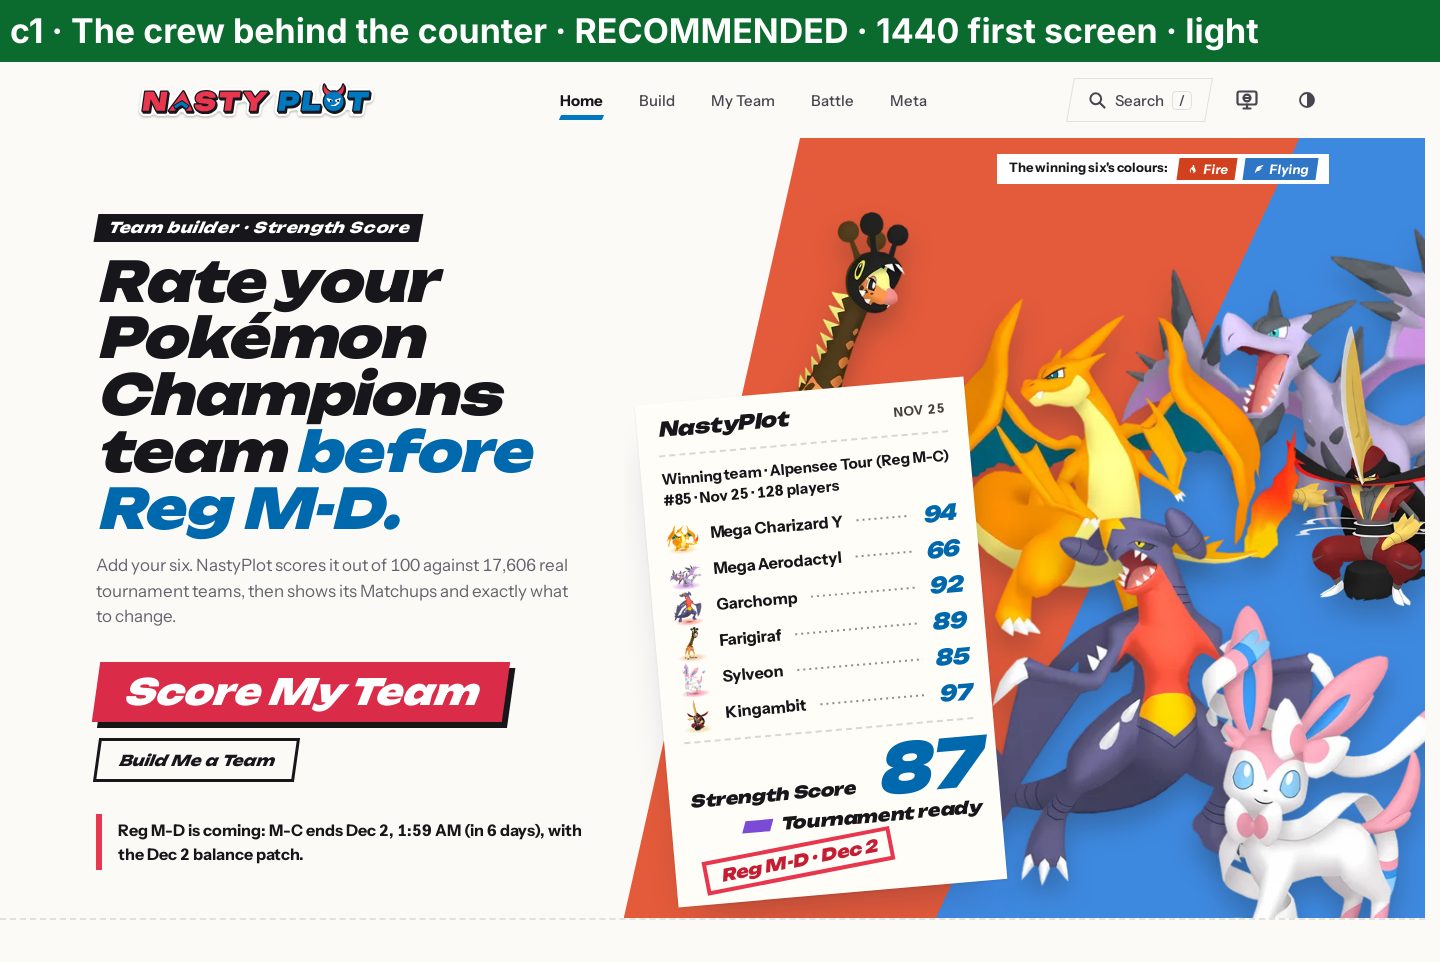 c1 · The crew behind the counter · RECOMMENDED · 1440 first screen · light
NASTY PLOT
Home
Build
My Team
Battle
Meta
Search /
The winning six's colours: Fire Flying
Team builder · Strength Score
Rate your
Pokémon
Champions
team before
Reg M-D.
Add your six. NastyPlot scores it out of 100 against 17,606 real
tournament teams, then shows its Matchups and exactly what
to change.
Score My Team
Build Me a Team
Reg M-D is coming: M-C ends Dec 2, 1:59 AM (in 6 days), with
the Dec 2 balance patch.
NastyPlot NOV 25
Winning team · Alpensee Tour (Reg M-C)
#85 · Nov 25 · 128 players
Mega Charizard Y 94
Mega Aerodactyl 66
Garchomp 92
Farigiraf 89
Sylveon 85
Kingambit 97
Strength Score 87
Tournament ready
Reg M-D · Dec 2